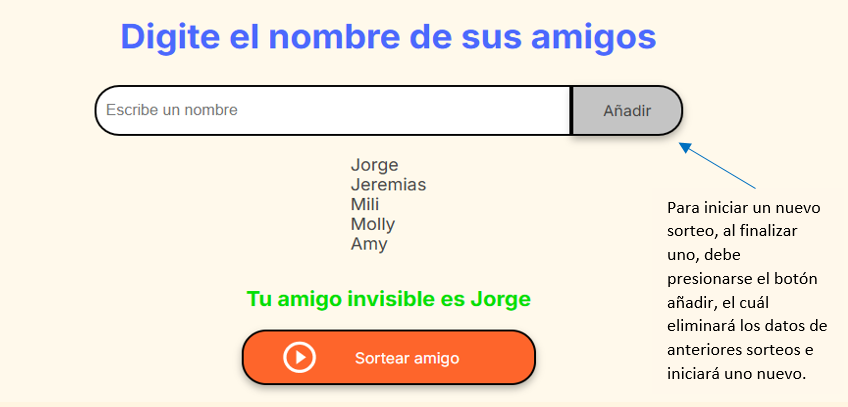 Digite el nombre de sus amigos
Escribe un nombre
Añadir
Jorge
Jeremias
Mili
Molly
Amy
Tu amigo invisible es Jorge
Sortear amigo
Para iniciar un nuevo
sorteo, al finalizar
uno, debe
presionarse el botón
añadir, el cuál
eliminará los datos de
anteriores sorteos e
iniciará uno nuevo.